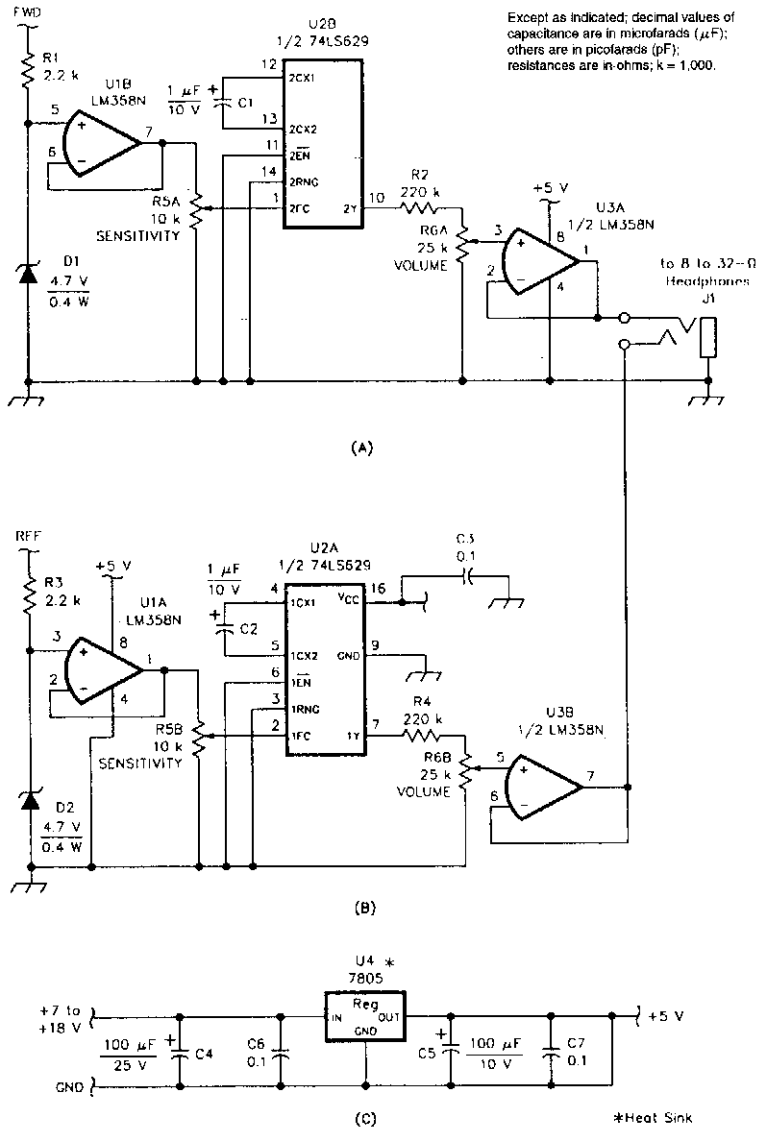 FWD
R1
2.2 k
U1B
LM358N
5
+
6
−
7
D1
4.7 V
0.4 W
R5A
10 k
SENSITIVITY
1 μF
10 V
+
C1
U2B
1/2 74LS629
12
2CX1
13
2CX2
11
2EN
14
2RNG
1
2FC
2Y
10
R2
220 k
R6A
25 k
VOLUME
+5 V
U3A
1/2 LM358N
3
+
2
−
8
1
4
to 8 to 32-Ω
Headphones
J1
Except as indicated; decimal values of
capacitance are in microfarads (μF);
others are in picofarads (pF);
resistances are in ohms; k = 1,000.
(A)
REF
R3
2.2 k
+5 V
U1A
LM358N
3
+
2
−
8
1
4
D2
4.7 V
0.4 W
R5B
10 k
SENSITIVITY
1 μF
10 V
+
C2
U2A
1/2 74LS629
4
1CX1
5
1CX2
6
1EN
3
1RNG
2
1FC
VCC
16
GND
9
1Y
7
C3
0.1
R4
220 k
R6B
25 k
VOLUME
U3B
1/2 LM358N
5
+
6
−
7
(B)
U4 *
7805
Reg
IN
OUT
GND
+7 to
+18 V
GND
100 μF
25 V
+
C4
C6
0.1
+
C5
100 μF
10 V
C7
0.1
+5 V
(C)
*Heat Sink